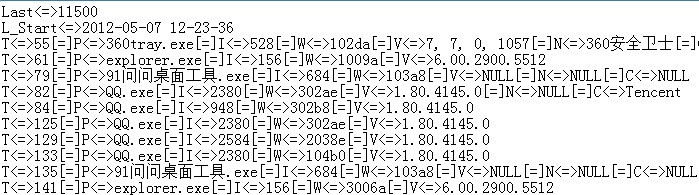 Last<=>11500
L_Start<=>2012-05-07 12-23-36
T<=>55[=]P<=>360tray.exe[=]I<=>528[=]W<=>102da[=]V<=>7, 7, 0, 1057[=]N<=>360安全卫士[=]
T<=>61[=]P<=>explorer.exe[=]I<=>156[=]W<=>1009a[=]V<=>6.00.2900.5512
T<=>79[=]P<=>91问问桌面工具.exe[=]I<=>684[=]W<=>103a8[=]V<=>NULL[=]N<=>NULL[=]C<=>NULL
T<=>82[=]P<=>QQ.exe[=]I<=>2380[=]W<=>302ae[=]V<=>1.80.4145.0[=]N<=>NULL[=]C<=>Tencent
T<=>84[=]P<=>QQ.exe[=]I<=>948[=]W<=>302b8[=]V<=>1.80.4145.0
T<=>125[=]P<=>QQ.exe[=]I<=>2380[=]W<=>302ae[=]V<=>1.80.4145.0
T<=>129[=]P<=>QQ.exe[=]I<=>2584[=]W<=>2038e[=]V<=>1.80.4145.0
T<=>133[=]P<=>QQ.exe[=]I<=>2380[=]W<=>104b0[=]V<=>1.80.4145.0
T<=>135[=]P<=>91问问桌面工具.exe[=]I<=>684[=]W<=>103a8[=]V<=>NULL[=]N<=>NULL[=]C<=>NULL
T<=>141[=]P<=>explorer.exe[=]I<=>156[=]W<=>3006a[=]V<=>6.00.2900.5512